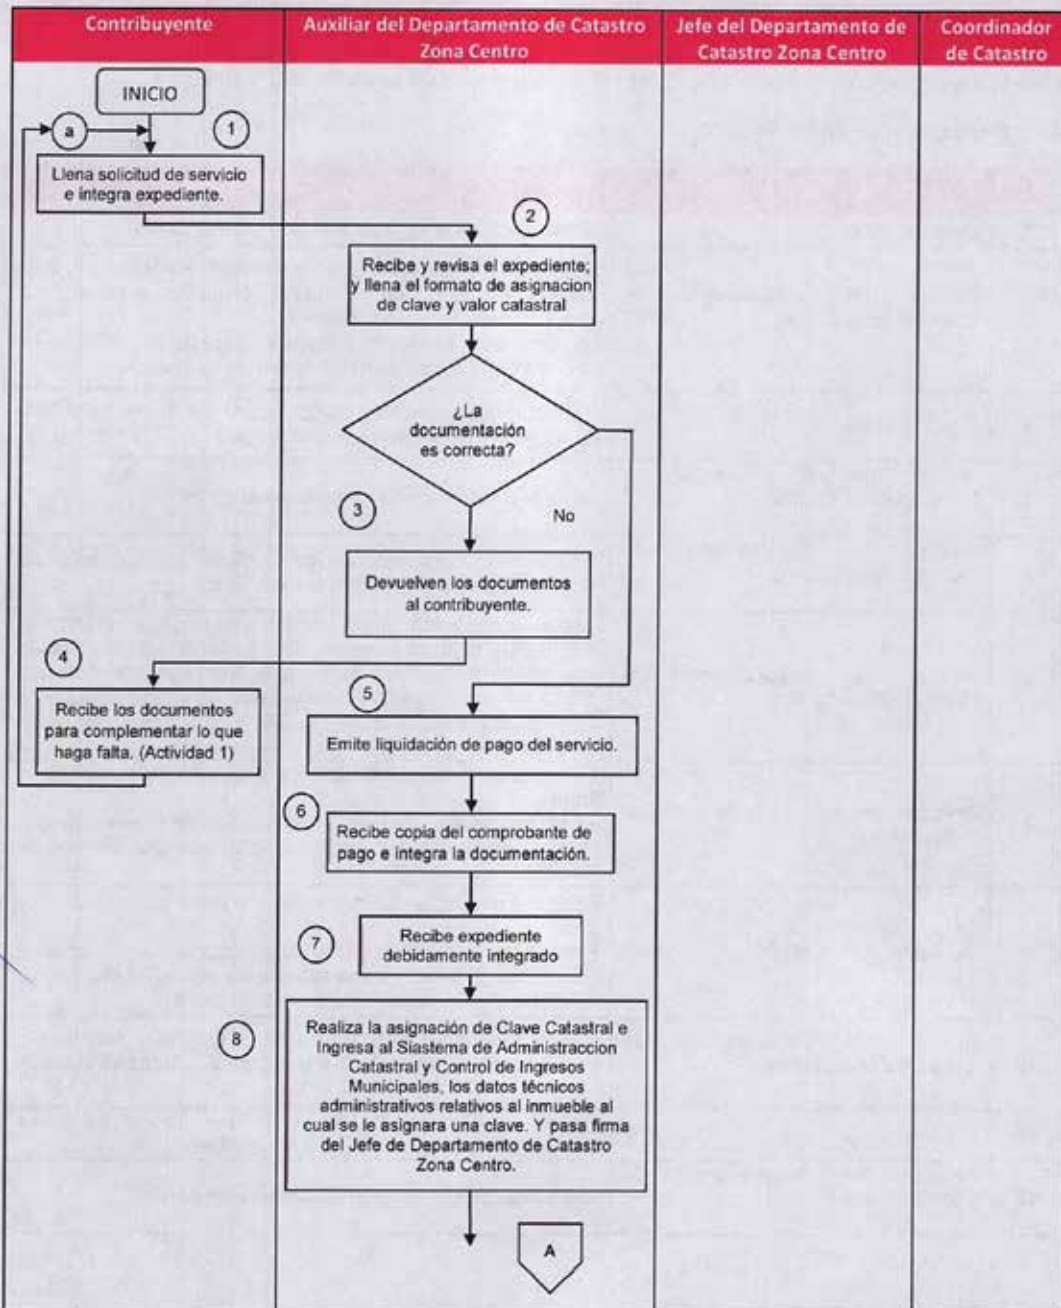 Contribuyente
Auxiliar del Departamento de Catastro
Zona Centro
Jefe del Departamento de
Catastro Zona Centro
Coordinador
de Catastro
INICIO
a
1
Llena solicitud de servicio
e integra expediente.
2
Recibe y revisa el expediente;
y llena el formato de asignacion
de clave y valor catastral
¿La
documentación
es correcta?
3
No
Devuelven los documentos
al contribuyente.
4
Recibe los documentos
para complementar lo que
haga falta. (Actividad 1)
5
Emite liquidación de pago del servicio.
6
Recibe copia del comprobante de
pago e integra la documentación.
7
Recibe expediente
debidamente integrado
8
Realiza la asignación de Clave Catastral e
Ingresa al Siastema de Administraccion
Catastral y Control de Ingresos
Municipales, los datos técnicos
administrativos relativos al inmueble al
cual se le asignara una clave. Y pasa firma
del Jefe de Departamento de Catastro
Zona Centro.
A